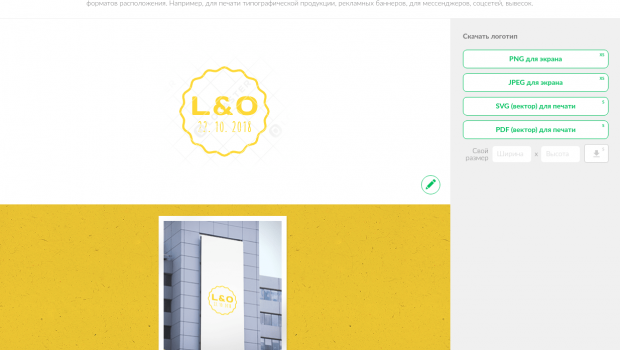 форматов расположения. Например, для печати типографической продукции, рекламных баннеров, для мессенджеров, соцсетей, вывесок.
Скачать логотип
PNG для экрана
JPEG для экрана
SVG (вектор) для печати
PDF (вектор) для печати
Свой размер
Ширина x Высота
L&O
22.10.2018
L&O